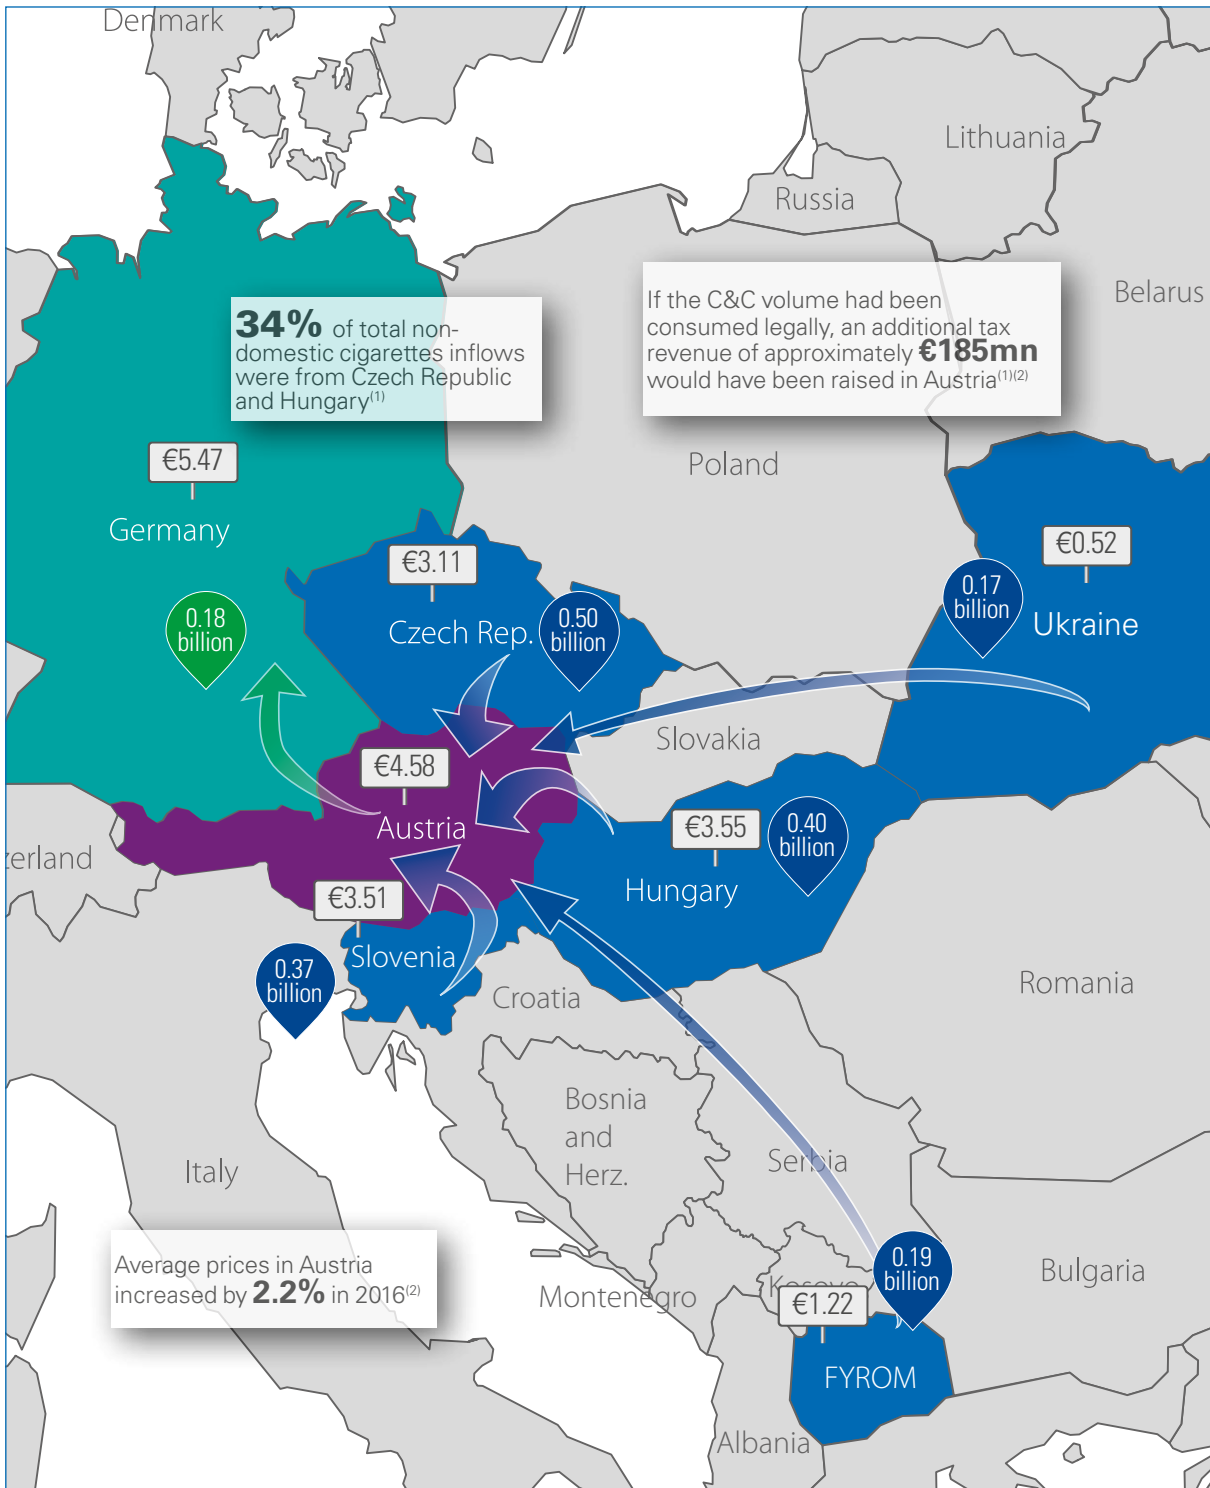 Denmark
Lithuania
Russia
Belarus
34% of total non-
domestic cigarettes inflows
were from Czech Republic
and Hungary(1)
If the C&C volume had been
consumed legally, an additional tax
revenue of approximately €185mn
would have been raised in Austria(1)(2)
€5.47
Germany
Poland
€3.11
€0.52
0.18
billion
Czech Rep.
0.50
billion
0.17
billion
Ukraine
Slovakia
€4.58
Austria
€3.55
0.40
billion
zerland
Hungary
€3.51
Slovenia
0.37
billion
Croatia
Romania
Bosnia
and
Herz.
Italy
Serbia
Average prices in Austria
increased by 2.2% in 2016(2)
0.19
billion
Bulgaria
Kosovo
Montenegro
€1.22
FYROM
Albania